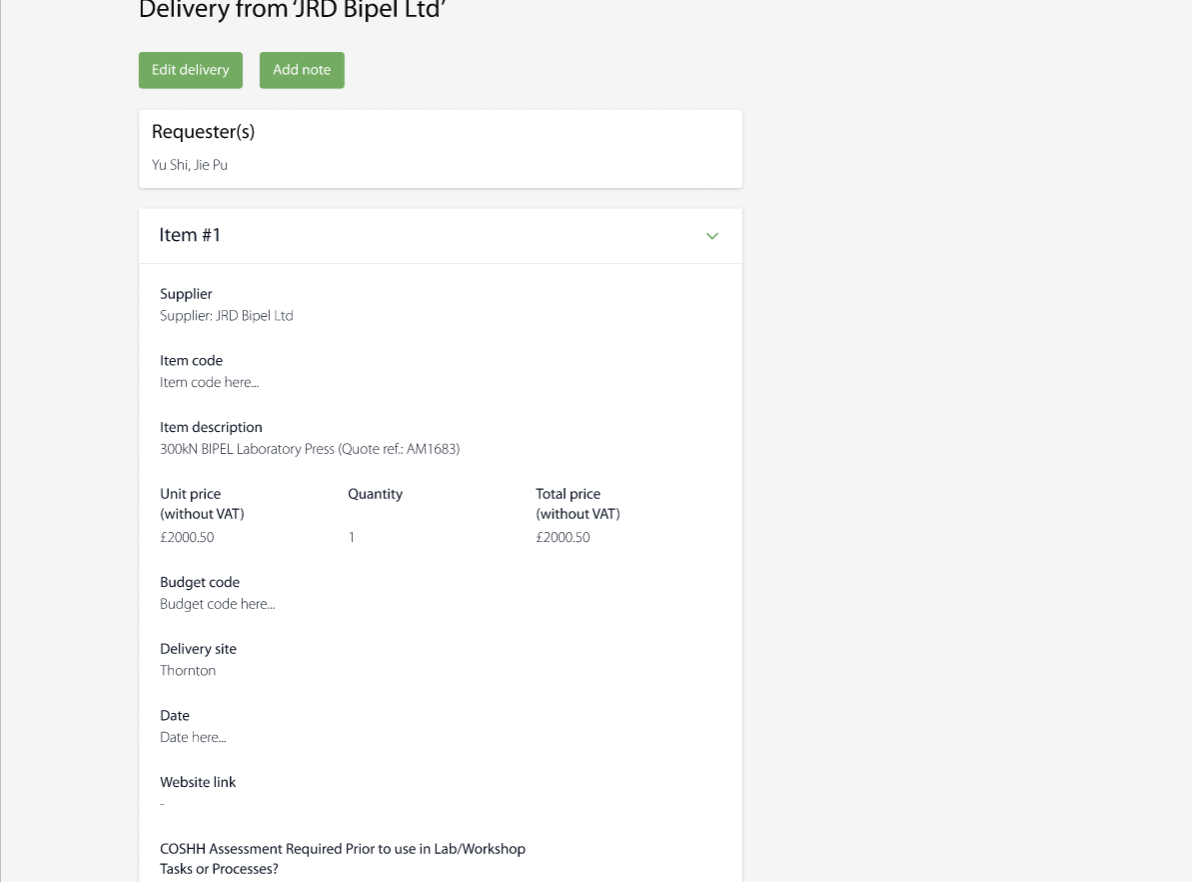 Delivery from 'JRD Bipel Ltd'
Edit delivery
Add note
Requester(s)
Yu Shi, Jie Pu
Item #1
Supplier
Supplier: JRD Bipel Ltd
Item code
Item code here...
Item description
300kN BIPEL Laboratory Press (Quote ref.: AM1683)
Unit price
(without VAT)
£2000.50
Quantity
1
Total price
(without VAT)
£2000.50
Budget code
Budget code here...
Delivery site
Thornton
Date
Date here...
Website link
-
COSHH Assessment Required Prior to use in Lab/Workshop
Tasks or Processes?